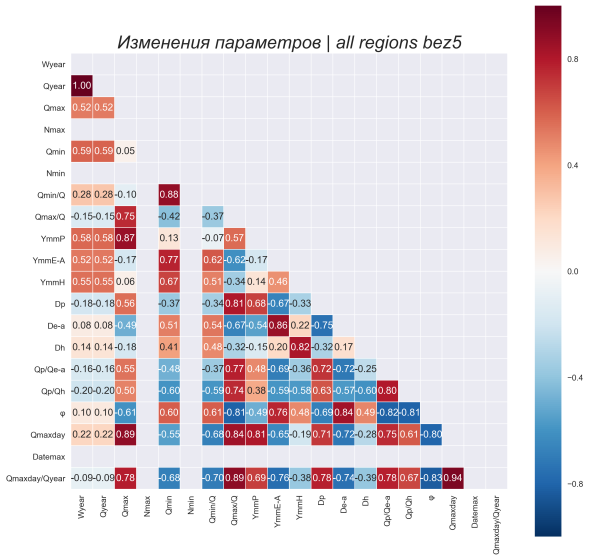 Изменения параметров | all regions bez5
Wyear
Qyear 1.00
Qmax 0.52 0.52
Nmax
Qmin 0.59 0.59 0.05
Nmin
Qmin/Q 0.28 0.28 -0.10 0.88
Qmax/Q -0.15 -0.15 0.75 -0.42 -0.37
YmmP 0.58 0.58 0.87 0.13 -0.07 0.57
YmmE-A 0.52 0.52 -0.17 0.77 0.62 -0.62 -0.17
YmmH 0.55 0.55 0.06 0.67 0.51 -0.34 0.14 0.46
Dp -0.18 -0.18 0.56 -0.37 -0.34 0.81 0.68 -0.67 -0.33
De-a 0.08 0.08 -0.49 0.51 0.54 -0.67 -0.54 0.86 0.22 -0.75
Dh 0.14 0.14 -0.18 0.41 0.48 -0.32 -0.15 0.20 0.82 -0.32 0.17
Qp/Qe-a -0.16 -0.16 0.55 -0.48 -0.37 0.77 0.48 -0.69 -0.36 0.72 -0.72 -0.25
Qp/Qh -0.20 -0.20 0.50 -0.60 -0.59 0.74 0.38 -0.59 -0.58 0.63 -0.57 -0.60 0.80
φ 0.10 0.10 -0.61 0.60 0.61 -0.81 -0.49 0.76 0.48 -0.69 0.84 0.49 -0.82 -0.81
Qmaxday 0.22 0.22 0.89 -0.55 -0.68 0.84 0.81 -0.65 -0.19 0.71 -0.72 -0.28 0.75 0.61 -0.80
Datemax
Qmaxday/Qyear -0.09 -0.09 0.78 -0.68 -0.70 0.89 0.69 -0.76 -0.38 0.78 -0.74 -0.39 0.78 0.67 -0.83 0.94
Wyear Qyear Qmax Nmax Qmin Nmin Qmin/Q Qmax/Q YmmP YmmE-A YmmH Dp De-a Dh Qp/Qe-a Qp/Qh φ Qmaxday Datemax Qmaxday/Qyear
0.8
0.4
0.0
−0.4
−0.8